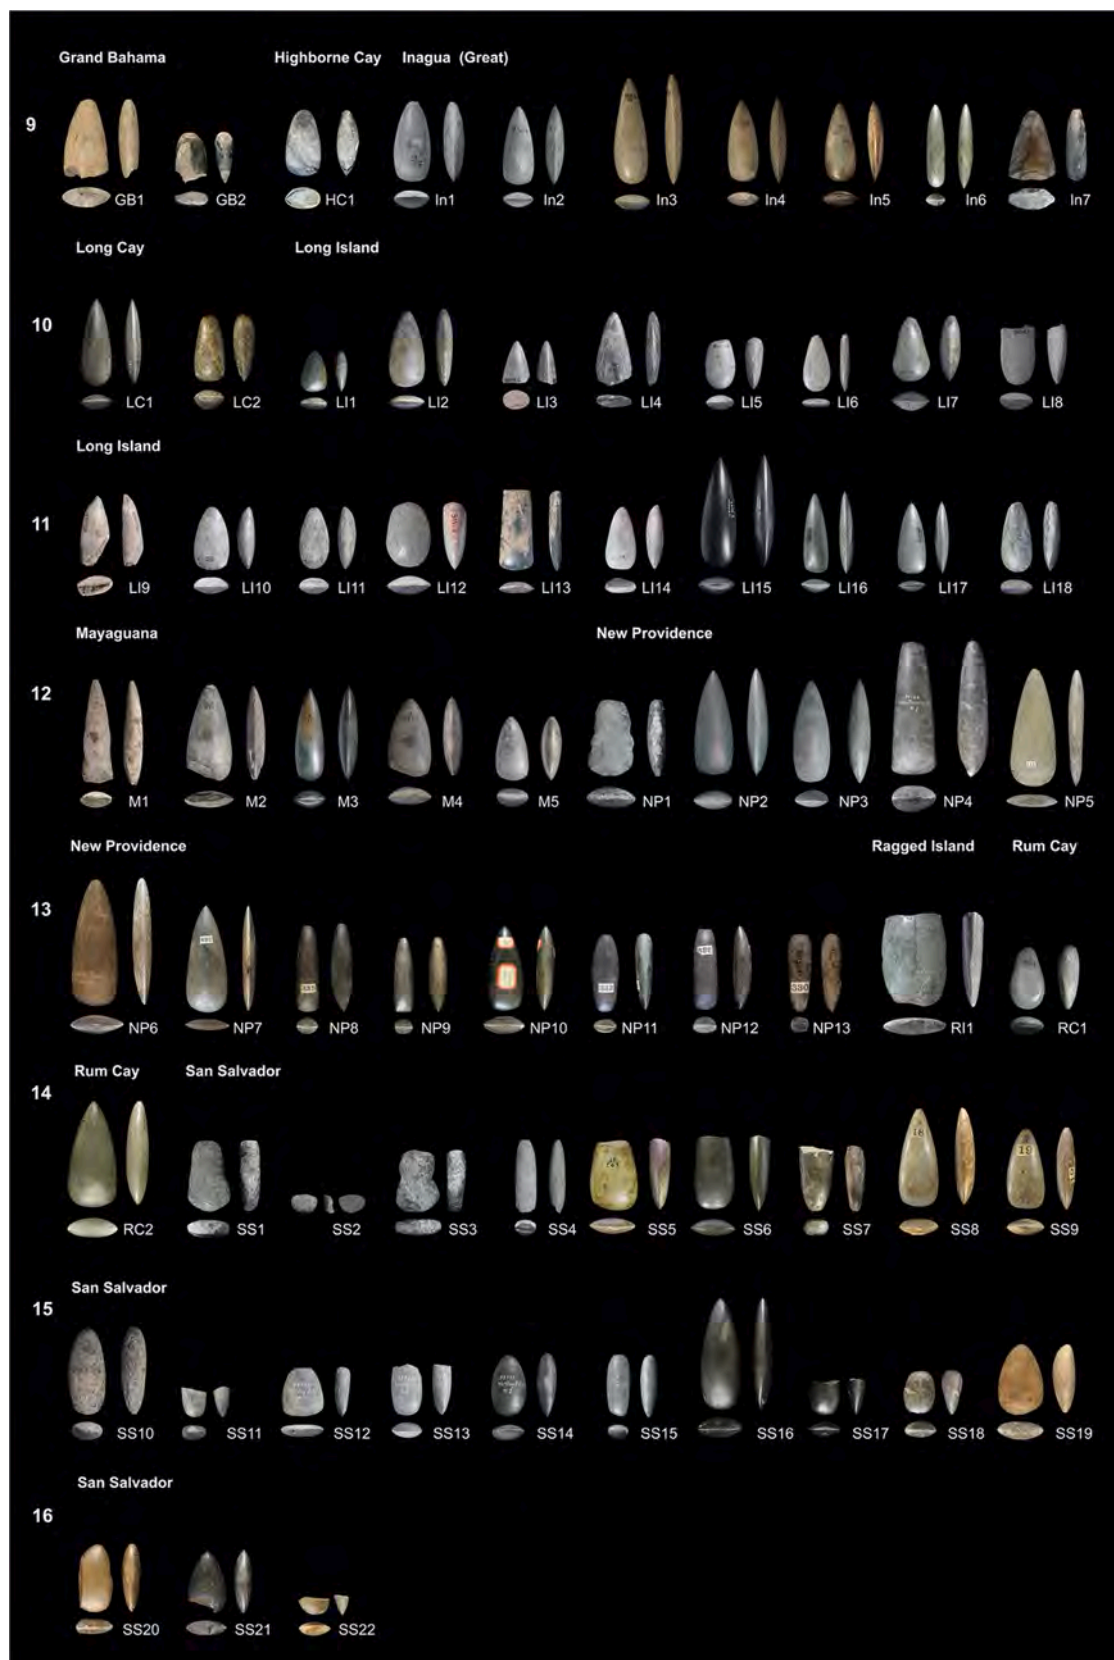 Grand Bahama Highborne Cay Inagua (Great)
9
GB1 GB2 HC1 In1 In2 In3 In4 In5 In6 In7
Long Cay Long Island
10
LC1 LC2 LI1 LI2 LI3 LI4 LI5 LI6 LI7 LI8
Long Island
11
LI9 LI10 LI11 LI12 LI13 LI14 LI15 LI16 LI17 LI18
Mayaguana New Providence
12
M1 M2 M3 M4 M5 NP1 NP2 NP3 NP4 NP5
New Providence Ragged Island Rum Cay
13
330
NP6 NP7 NP8 NP9 NP10 NP11 NP12 NP13 RI1 RC1
Rum Cay San Salvador
14
18 19
RC2 SS1 SS2 SS3 SS4 SS5 SS6 SS7 SS8 SS9
San Salvador
15
SS10 SS11 SS12 SS13 SS14 SS15 SS16 SS17 SS18 SS19
San Salvador
16
SS20 SS21 SS22